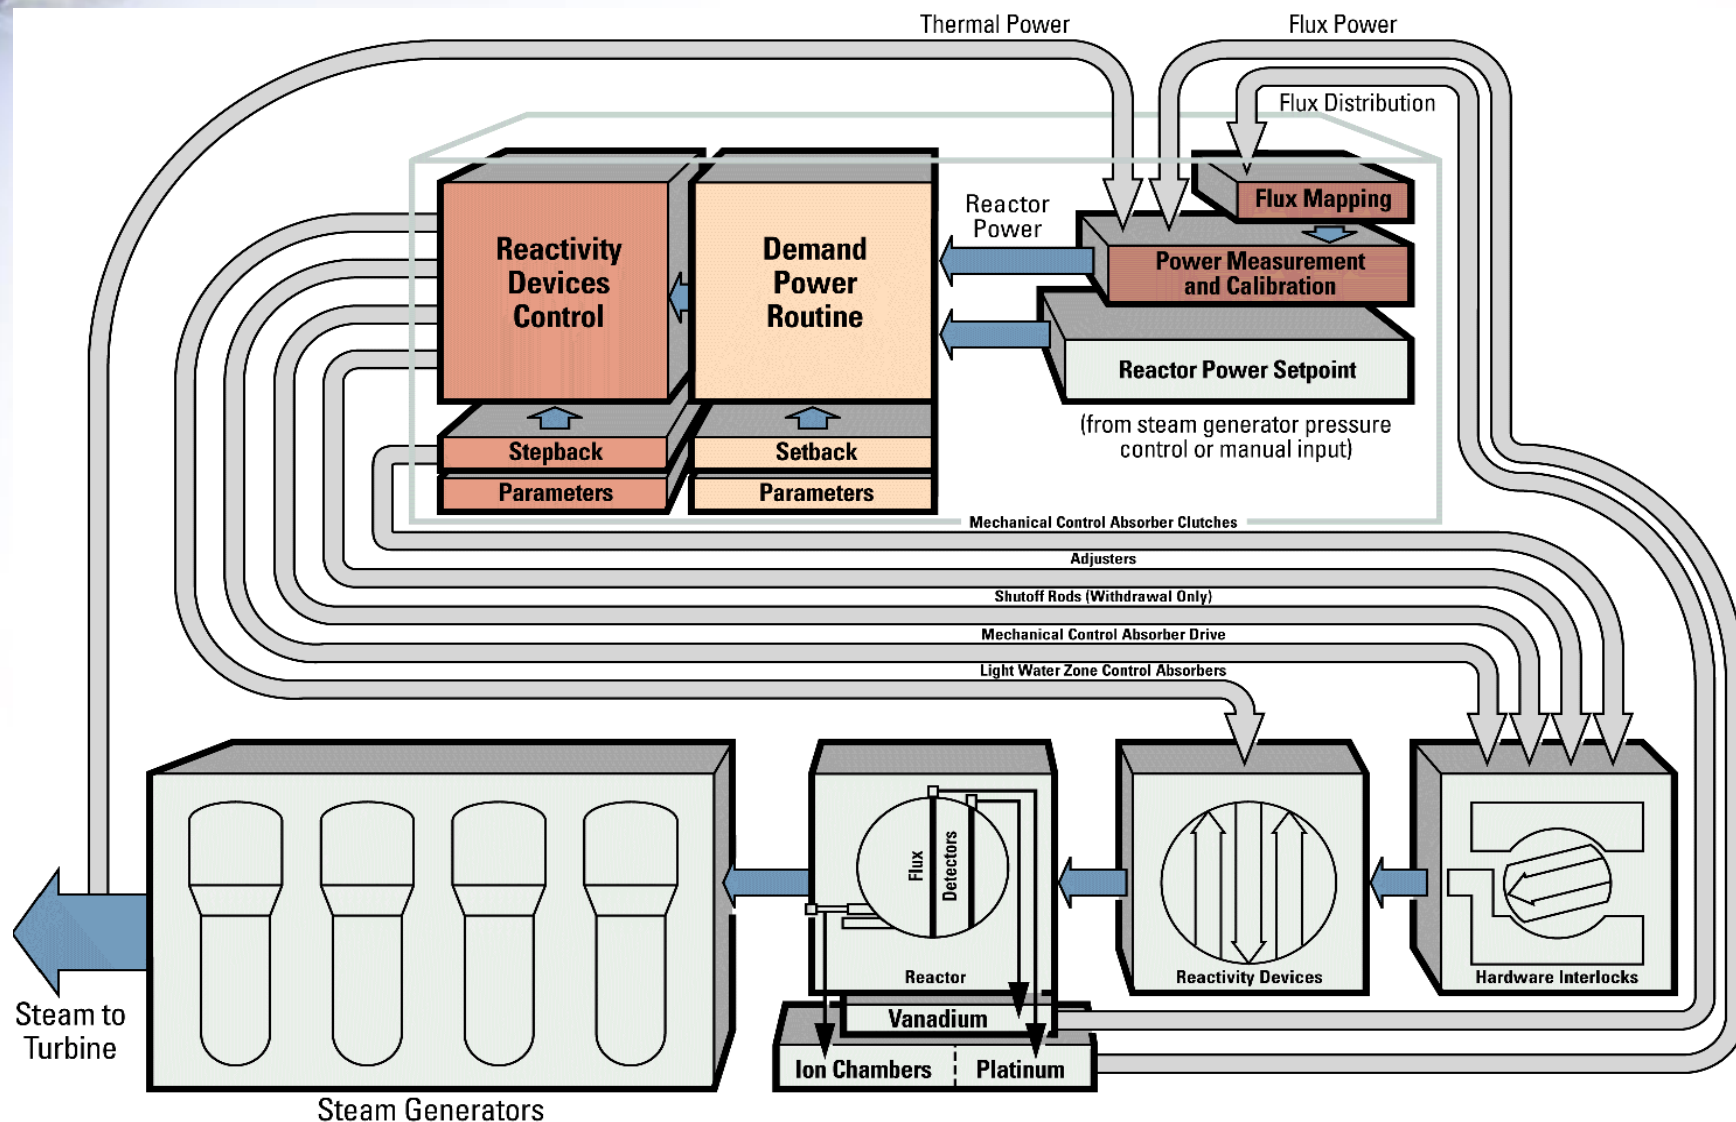 Thermal Power
Flux Power
Flux Distribution
Flux Mapping
Reactor
Power
Reactivity
Devices
Control
Demand
Power
Routine
Power Measurement
and Calibration
Reactor Power Setpoint
(from steam generator pressure
control or manual input)
Stepback
Setback
Parameters
Parameters
Mechanical Control Absorber Clutches
Adjusters
Shutoff Rods (Withdrawal Only)
Mechanical Control Absorber Drive
Light Water Zone Control Absorbers
Flux
Detectors
Reactor
Reactivity Devices
Hardware Interlocks
Vanadium
Ion Chambers
Platinum
Steam to
Turbine
Steam Generators